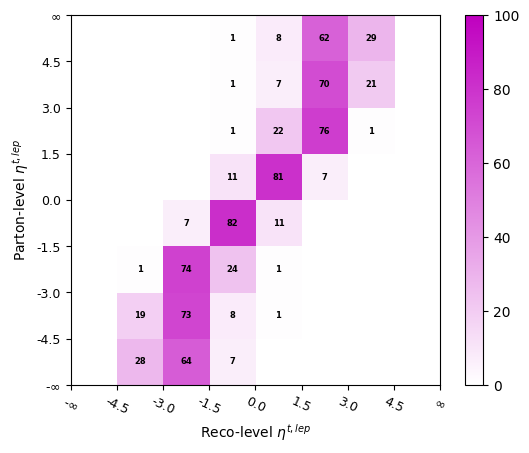 ∞
4.5
3.0
1.5
0.0
-1.5
-3.0
-4.5
-∞
Parton-level η^{t,lep}
1 8 62 29
1 7 70 21
1 22 76 1
11 81 7
7 82 11
1 74 24 1
19 73 8 1
28 64 7
-∞ -4.5 -3.0 -1.5 0.0 1.5 3.0 4.5 ∞
Reco-level η^{t,lep}
100
80
60
40
20
0